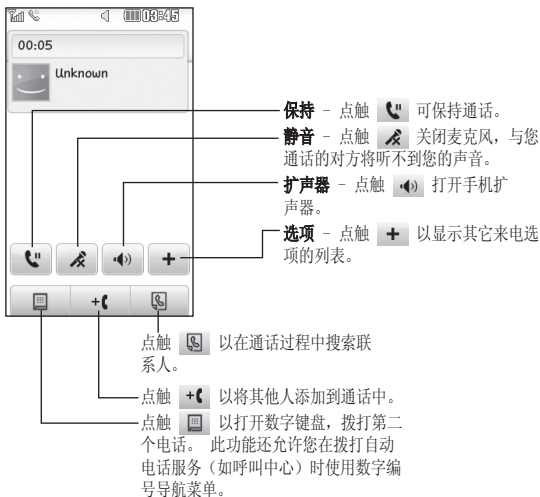 03:45
00:05
Unknown
保持 - 点触 可保持通话。
静音 - 点触 关闭麦克风，与您
通话的对方将听不到您的声音。
扩声器 - 点触 打开手机扩
声器。
选项 - 点触 以显示其它来电选
项的列表。
点触 以在通话过程中搜索联
系人。
点触 以将其他人添加到通话中。
点触 以打开数字键盘，拨打第二
个电话。 此功能还允许您在拨打自动
电话服务（如呼叫中心）时使用数字编
号导航菜单。